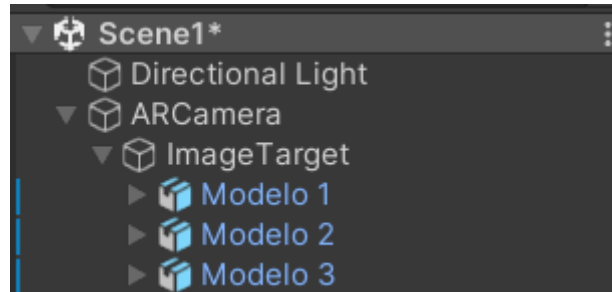 Scene1*
Directional Light
ARCamera
ImageTarget
Modelo 1
Modelo 2
Modelo 3